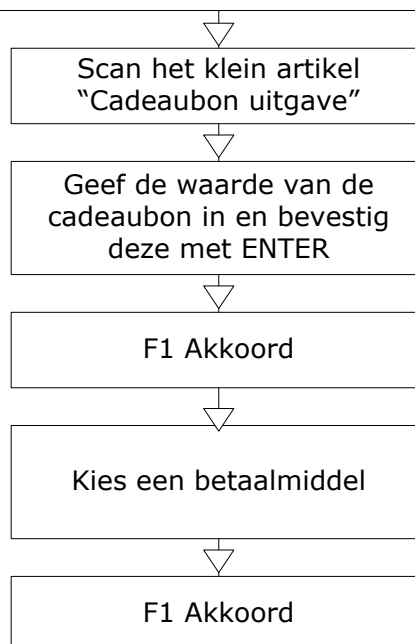 Scan het klein artikel
“Cadeaubon uitgave”
Geef de waarde van de
cadeaubon in en bevestig
deze met ENTER
F1 Akkoord
Kies een betaalmiddel
F1 Akkoord